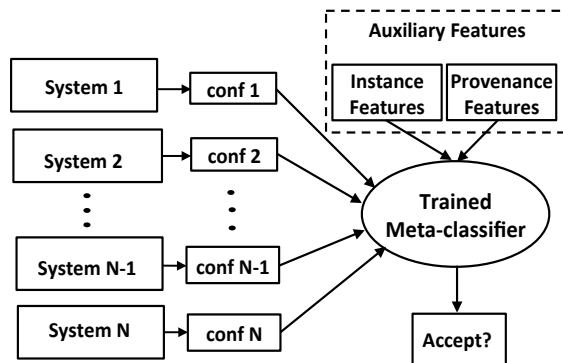 Auxiliary Features
Instance
Features
Provenance
Features
System 1
conf 1
System 2
conf 2
System N-1
conf N-1
System N
conf N
Trained
Meta-classifier
Accept?